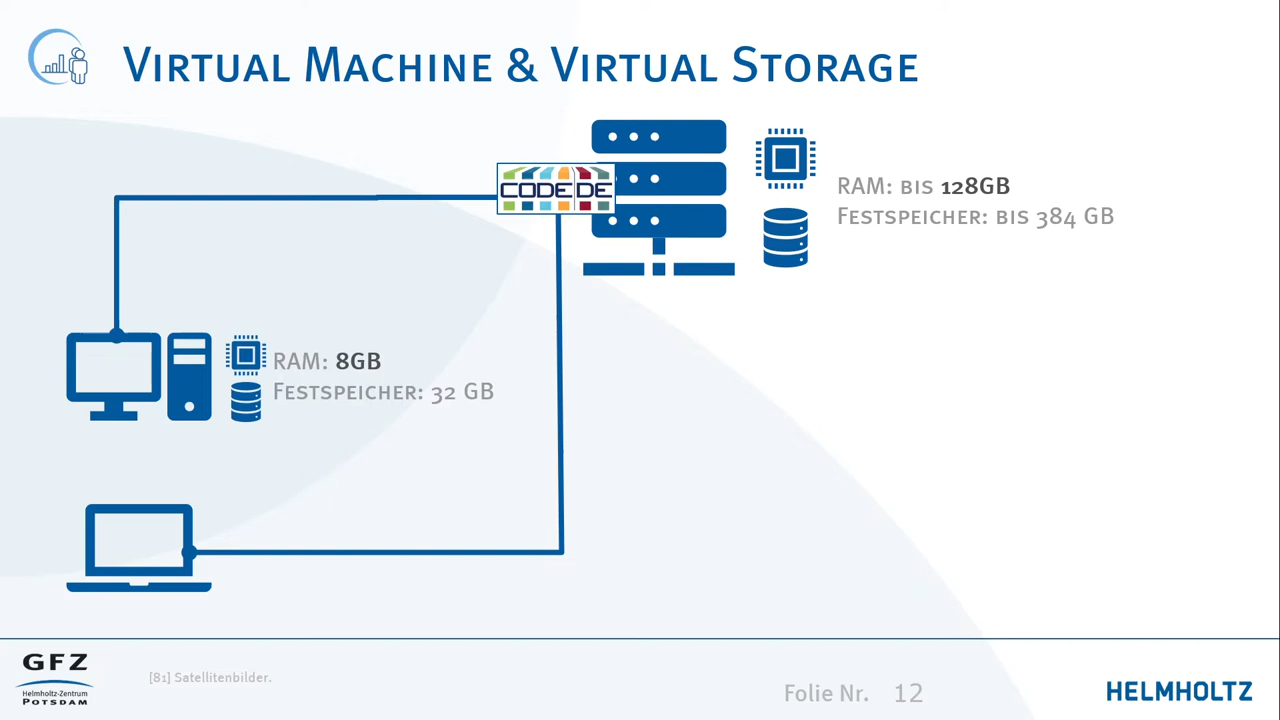 Virtual Machine & Virtual Storage
CODE DE
RAM: bis 128GB
Festspeicher: bis 384 GB
RAM: 8GB
Festspeicher: 32 GB
GFZ
Helmholtz-Zentrum
Potsdam
[81] Satellitenbilder.
Folie Nr. 12
HELMHOLTZ